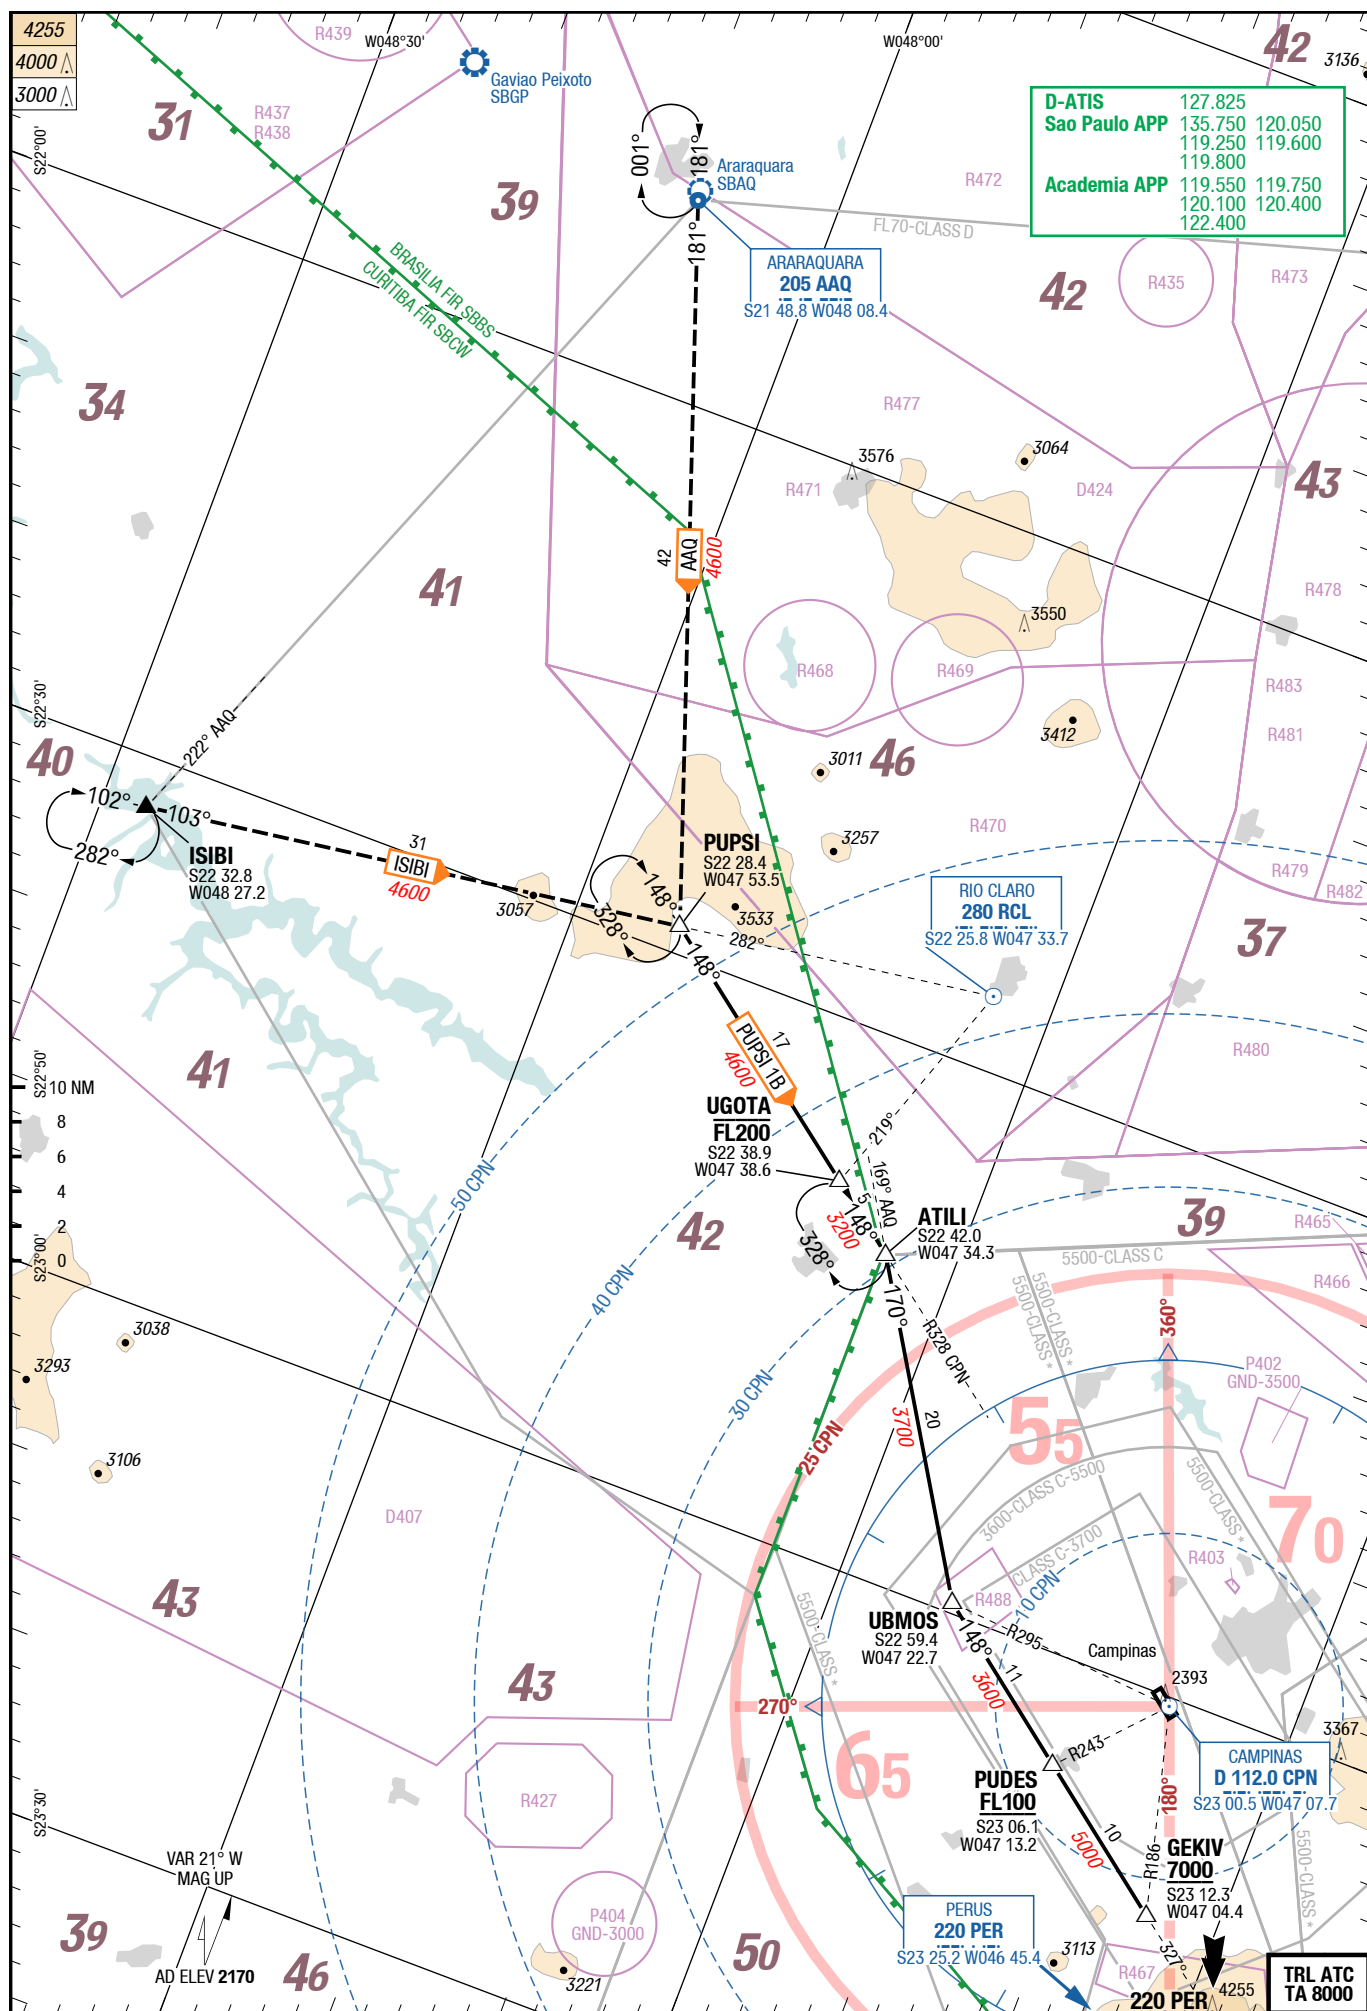 4255
4000
3000
R439
W048°30'
W048°00'
42
3136
Gaviao Peixoto
SBGP
31
R437
R438
D-ATIS 127.825
Sao Paulo APP 135.750 120.050
119.250 119.600
119.800
Academia APP 119.550 119.750
120.100 120.400
122.400
S22°00'
001°
181°
Araraquara
SBAQ
R472
39
FL70-CLASS D
181°
BRASILIA FIR SBBS
CURITIBA FIR SBCW
ARARAQUARA
205 AAQ
S21 48.8 W048 08.4
42
R435
R473
34
R477
3576
3064
43
R471
D424
42
AAQ
4600
41
R478
3550
R468
R469
S22°30'
R483
222° AAQ
3412
R481
40
3011
46
102°
103°
31
ISIBI
4600
282°
ISIBI
S22 32.8
W048 27.2
PUPSI
S22 28.4
W047 53.5
3257
R470
R479
R482
148°
328°
3057
3533
282°
RIO CLARO
280 RCL
S22 25.8 W047 33.7
37
148°
17
PUPSI 1B
4600
R480
41
S22°50'
10 NM
8
6
4
2
0
S23°00'
UGOTA
FL200
S22 38.9
W047 38.6
219°
50 CPN
169° AAQ
5
148°
3200
328°
42
ATILI
S22 42.0
W047 34.3
39
R465
5500-CLASS C
R466
40 CPN
170°
5500-CLASS *
5500-CLASS *
360°
3038
3293
R328 CPN
P402
GND-3500
30 CPN
20
3700
55
25 CPN
3106
3600-CLASS C-5500
5500-CLASS *
D407
70
CLASS C-3700
R403
43
R488
10 CPN
5500-CLASS *
UBMOS
S22 59.4
W047 22.7
R295
148°
11
3600
Campinas
2393
43
270°
3367
R243
65
PUDES
FL100
S23 06.1
W047 13.2
CAMPINAS
D 112.0 CPN
S23 00.5 W047 07.7
180°
R427
S23°30'
10
5000
R186
GEKIV
7000
S23 12.3
W047 04.4
5500-CLASS *
VAR 21° W
MAG UP
P404
GND-3000
PERUS
220 PER
S23 25.2 W046 45.4
39
50
3113
327°
AD ELEV 2170
46
3221
R467
4255
220 PER
TRL ATC
TA 8000